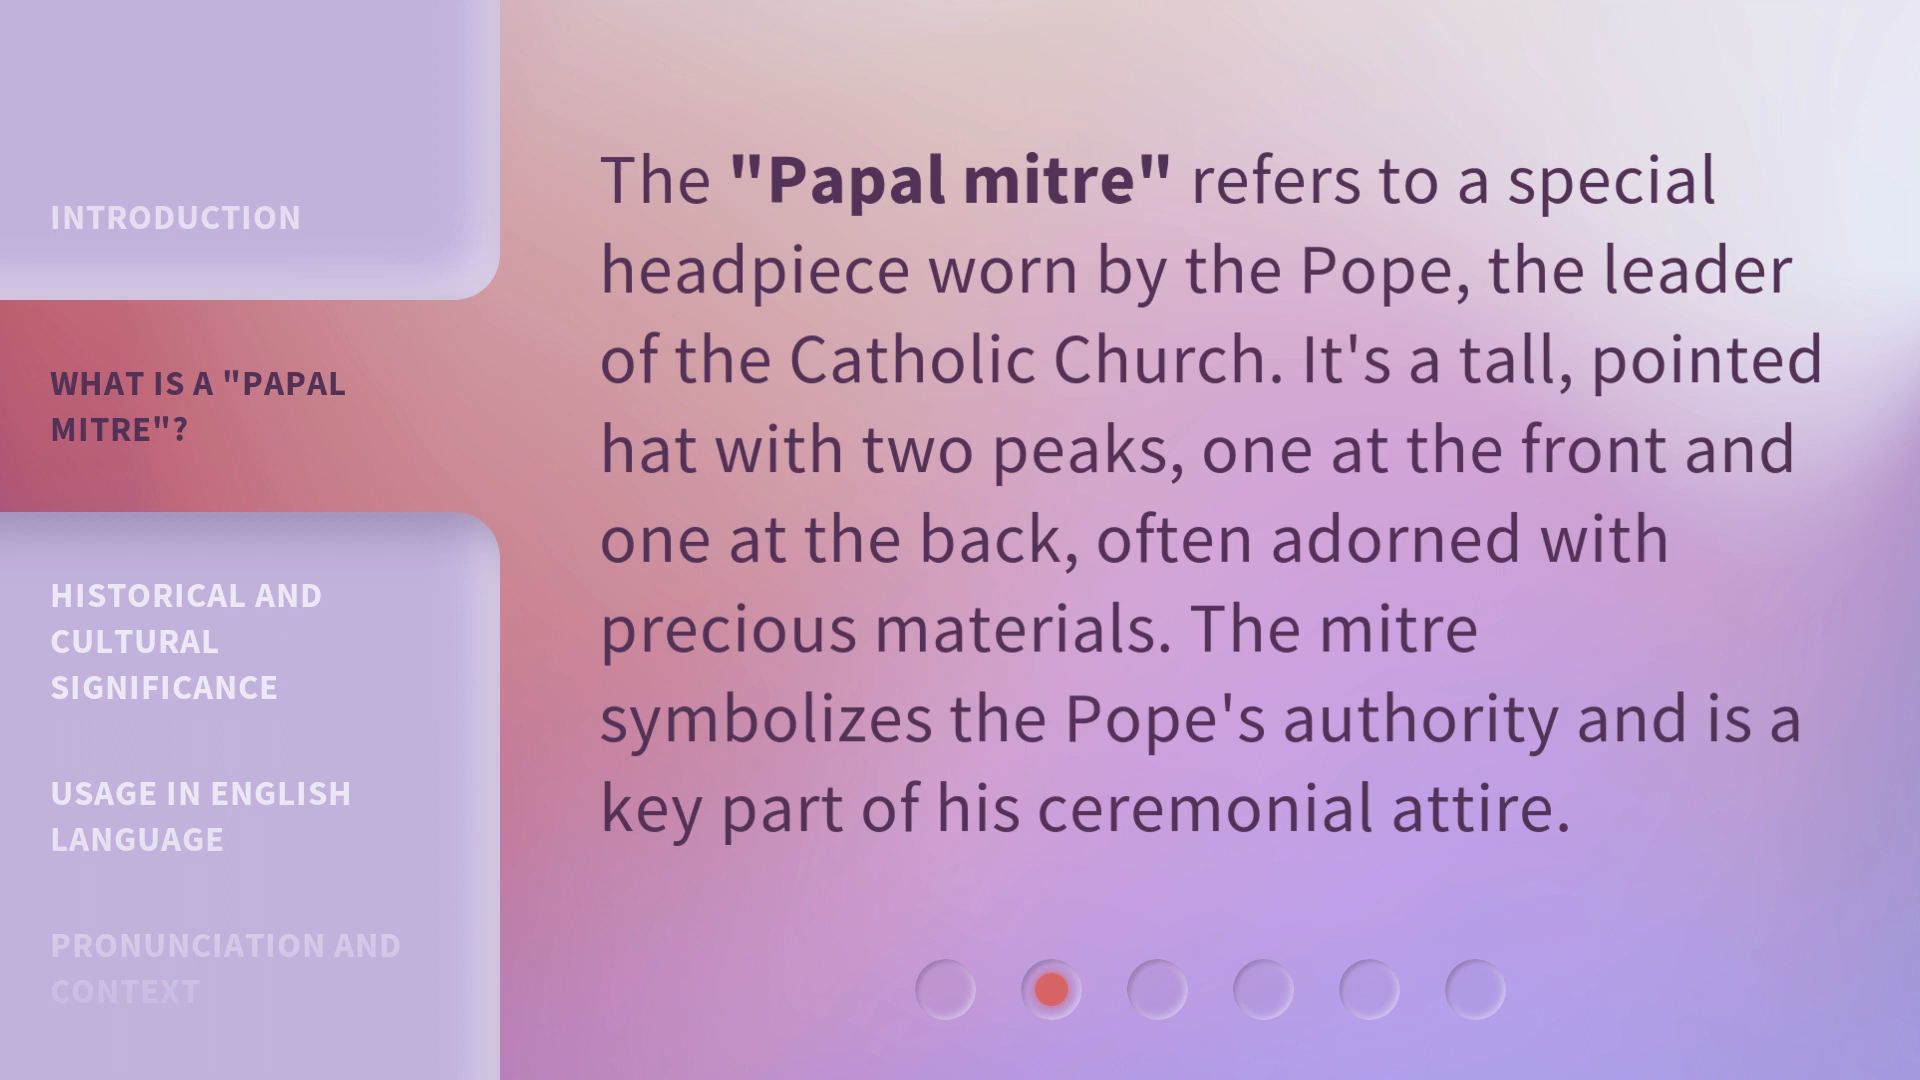 INTRODUCTION
WHAT IS A "PAPAL
MITRE"?
HISTORICAL AND
CULTURAL
SIGNIFICANCE
USAGE IN ENGLISH
LANGUAGE
PRONUNCIATION AND
CONTEXT
The "Papal mitre" refers to a special
headpiece worn by the Pope, the leader
of the Catholic Church. It's a tall, pointed
hat with two peaks, one at the front and
one at the back, often adorned with
precious materials. The mitre
symbolizes the Pope's authority and is a
key part of his ceremonial attire.